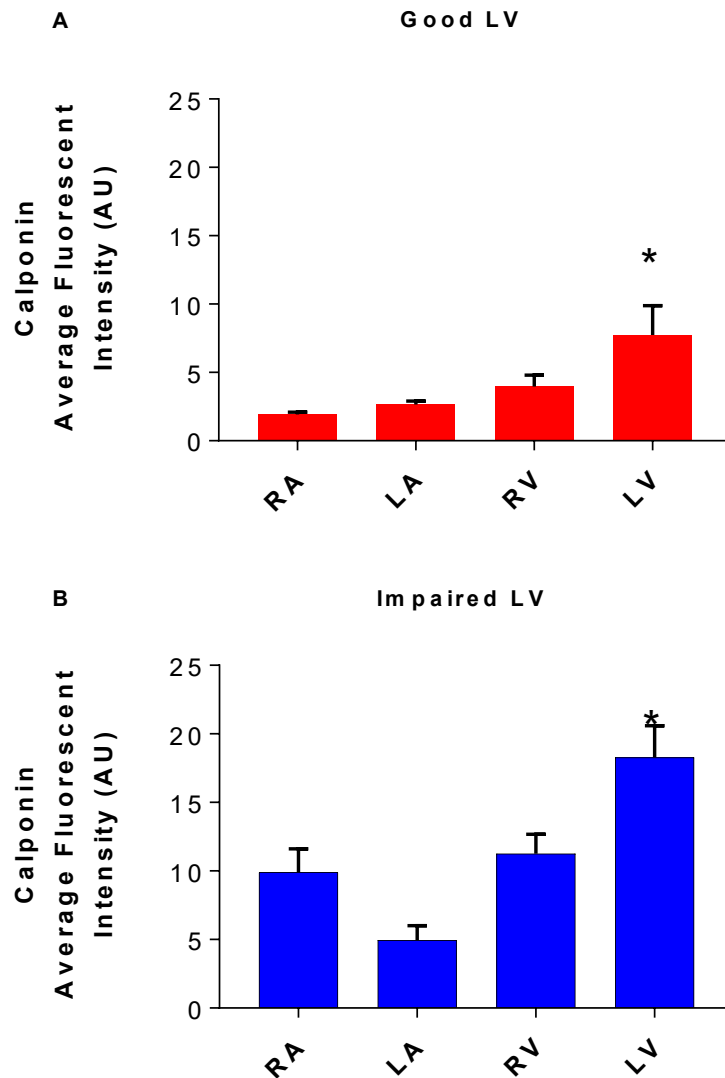 A
Good LV
Calponin
Average Fluorescent
Intensity (AU)
25
20
15
10
5
0
*
RA
LA
RV
LV
B
Impaired LV
Calponin
Average Fluorescent
Intensity (AU)
25
20
15
10
5
0
*
RA
LA
RV
LV